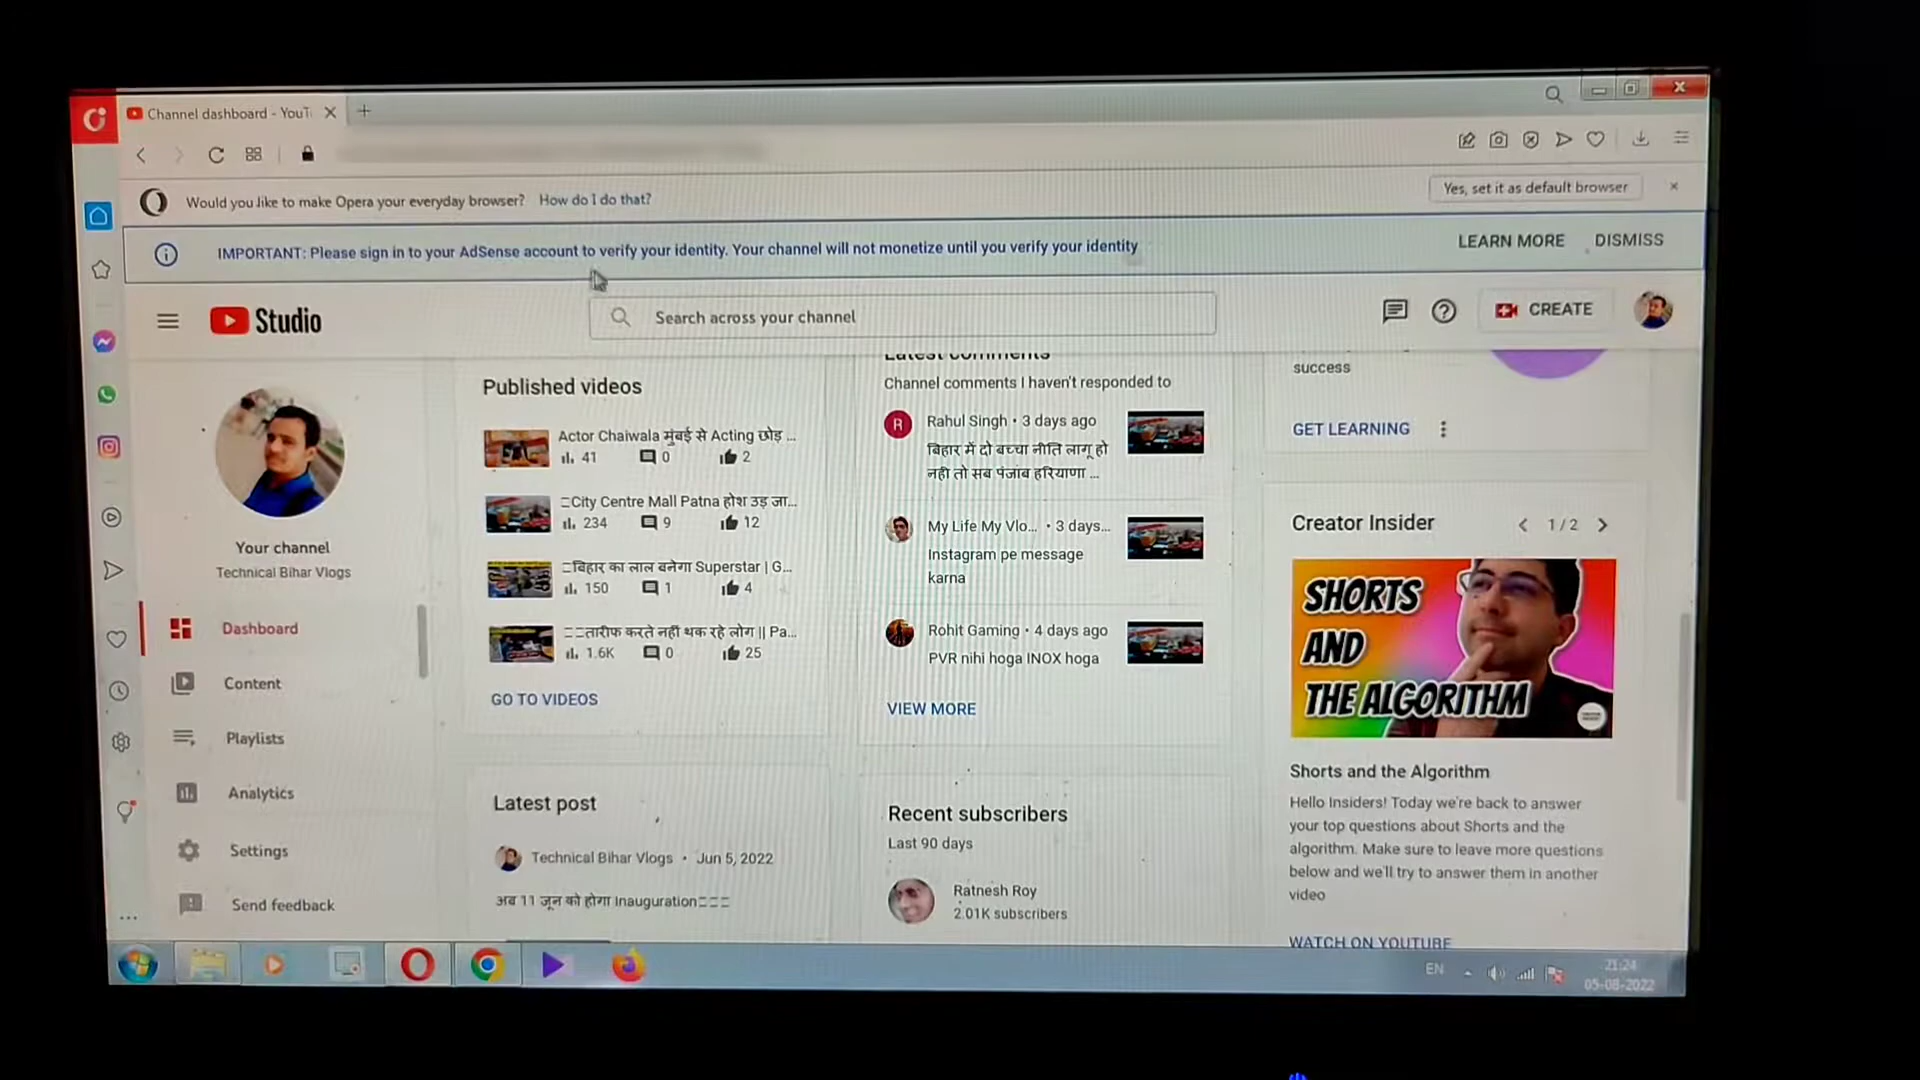 Channel dashboard - YouT
Would you like to make Opera your everyday browser? How do I do that?
Yes, set it as default browser
IMPORTANT: Please sign in to your AdSense account to verify your identity. Your channel will not monetize until you verify your identity
LEARN MORE
DISMISS
Studio
Search across your channel
CREATE
Your channel
Technical Bihar Vlogs
Dashboard
Content
Playlists
Analytics
Settings
Send feedback
Published videos
Actor Chaiwala मुंबई से Acting छोड़ ...
41 0 2
City Centre Mall Patna होश उड़ जा...
234 9 12
बिहार का लाल बनेगा Superstar | G...
150 1 4
तारीफ करते नहीं थक रहे लोग || Pa...
1.6K 0 25
GO TO VIDEOS
Latest post
Technical Bihar Vlogs • Jun 5, 2022
अब 11 जून को होगा Inauguration
Latest comments
Channel comments I haven't responded to
R
Rahul Singh • 3 days ago
बिहार में दो बच्चा नीति लागू हो
नही तो सब पंजाब हरियाणा ...
My Life My Vlo... • 3 days...
Instagram pe message
karna
Rohit Gaming • 4 days ago
PVR nihi hoga INOX hoga
VIEW MORE
Recent subscribers
Last 90 days
Ratnesh Roy
2.01K subscribers
success
GET LEARNING
Creator Insider
1 / 2
SHORTS
AND
THE ALGORITHM
Shorts and the Algorithm
Hello Insiders! Today we're back to answer
your top questions about Shorts and the
algorithm. Make sure to leave more questions
below and we'll try to answer them in another
video
WATCH ON YOUTUBE
EN
21:24
05-08-2022